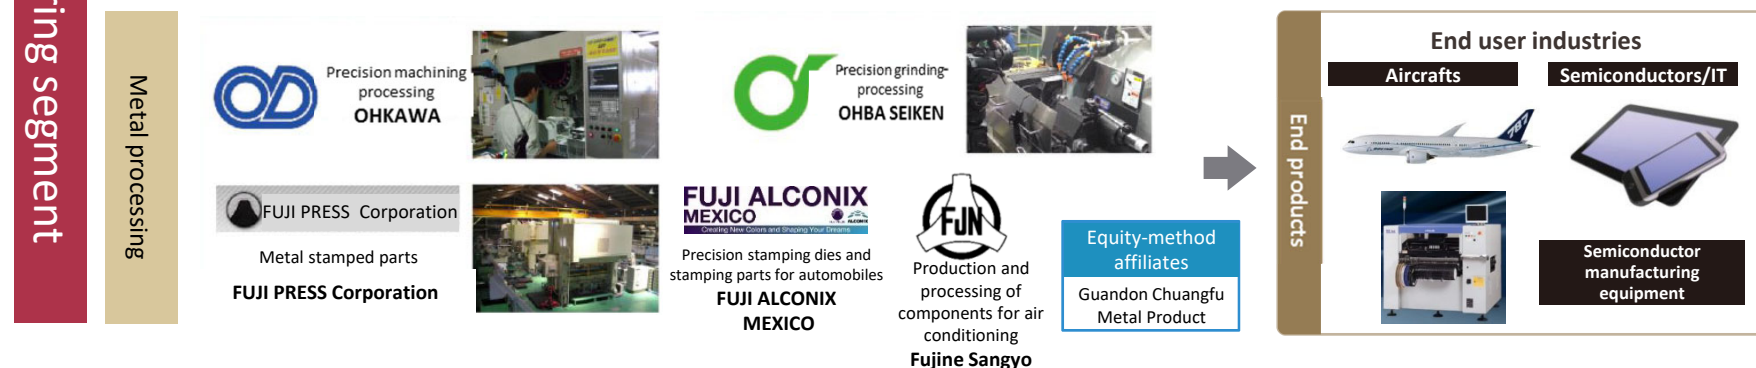 ring segment
Metal processing
Precision machining
processing
OHKAWA
Precision grinding-
processing
OHBA SEIKEN
FUJI PRESS Corporation
Metal stamped parts
FUJI PRESS Corporation
FUJI ALCONIX
MEXICO
ALCONIX
Creating New Colors and Shaping Your Dreams
Precision stamping dies and
stamping parts for automobiles
FUJI ALCONIX
MEXICO
FJN
Production and
processing of
components for air
conditioning
Fujine Sangyo
Equity-method
affiliates
Guandon Chuangfu
Metal Product
End products
End user industries
Aircrafts
787
Semiconductors/IT
Semiconductor
manufacturing
equipment